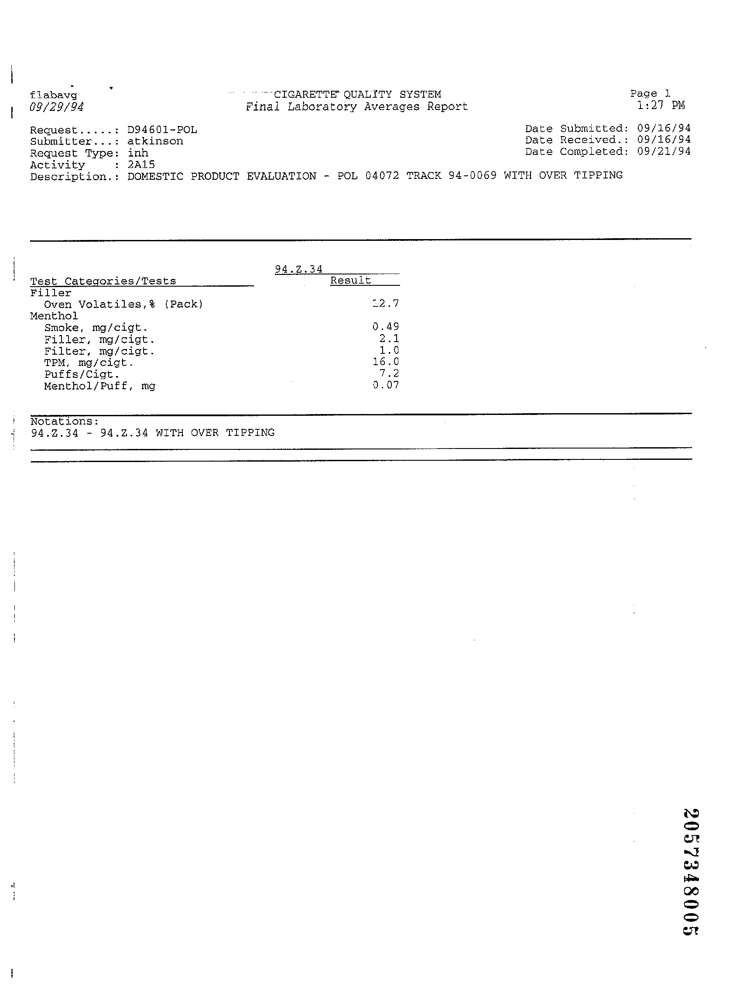 flabavg CIGARETTE QUALITY SYSTEM Page 1
09/29/94 Final Laboratory Averages Report 1:27 PM
Request.....: D94601-POL Date Submitted: 09/16/94
Submitter...: atkinson Date Received.: 09/16/94
Request Type: inh Date Completed: 09/21/94
Activity : 2A15
Description.: DOMESTIC PRODUCT EVALUATION - POL 04072 TRACK 94-0069 WITH OVER TIPPING
94.Z.34
Test Categories/Tests Result
Filler
Oven Volatiles,% (Pack) 12.7
Menthol
Smoke, mg/cigt. 0.49
Filler, mg/cigt. 2.1
Filter, mg/cigt. 1.0
TPM, mg/cigt. 16.0
Puffs/Cigt. 7.2
Menthol/Puff, mg 0.07
Notations:
94.Z.34 - 94.Z.34 WITH OVER TIPPING
2057348005